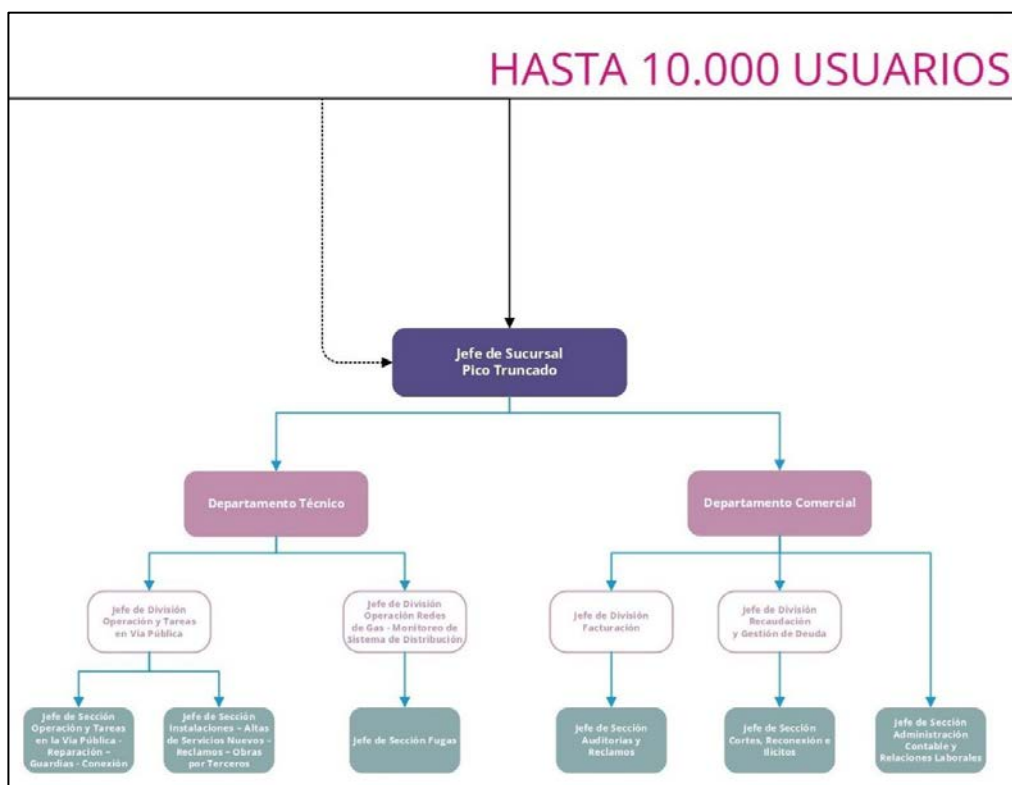 HASTA 10.000 USUARIOS
Jefe de Sucursal
Pico Truncado
Departamento Técnico
Departamento Comercial
Jefe de División
Operación y Tareas
en Vía Pública
Jefe de División
Operación Redes
de Gas - Monitoreo de
Sistema de Distribución
Jefe de División
Facturación
Jefe de División
Recaudación
y Gestión de Deuda
Jefe de Sección
Operación y Tareas
en la Vía Pública -
Reparación –
Guardias - Conexión
Jefe de Sección
Instalaciones – Altas
de Servicios Nuevos -
Reclamos – Obras
por Terceros
Jefe de Sección Fugas
Jefe de Sección
Auditorías y
Reclamos
Jefe de Sección
Cortes, Reconexión e
Ilícitos
Jefe de Sección
Administración
Contable y
Relaciones Laborales